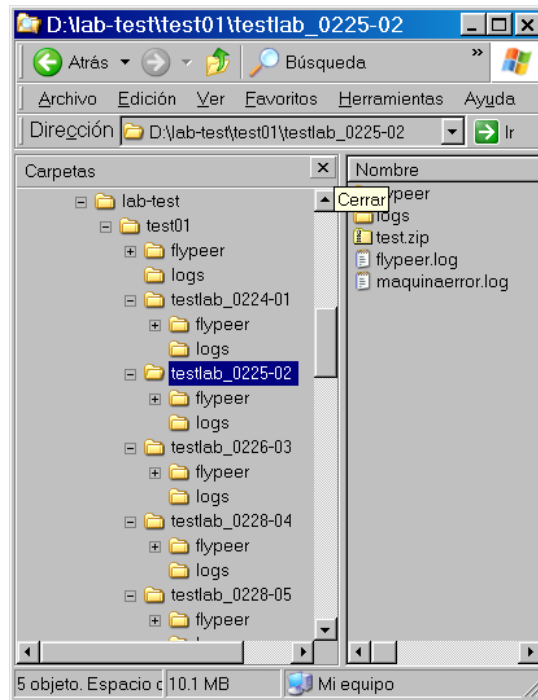 D:\lab-test\test01\testlab_0225-02
Atrás Búsqueda »
Archivo Edición Ver Favoritos Herramientas Ayuda
Dirección D:\lab-test\test01\testlab_0225-02 Ir
Carpetas
lab-test
test01
flypeer
logs
testlab_0224-01
flypeer
logs
testlab_0225-02
flypeer
logs
testlab_0226-03
flypeer
logs
testlab_0228-04
flypeer
logs
testlab_0228-05
flypeer
Nombre
Cerrar
logs
test.zip
flypeer.log
maquinaerror.log
5 objeto. Espacio 10.1 MB Mi equipo